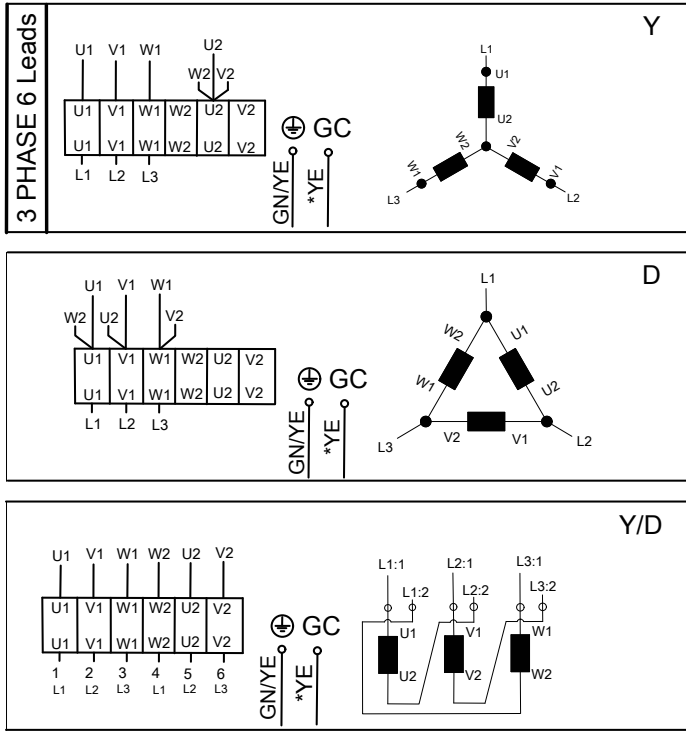 3 PHASE 6 Leads
Y
U1 V1 W1 U2
W2 V2
U1 V1 W1 W2 U2 V2
U1 V1 W1 W2 U2 V2
L1 L2 L3
GC
GN/YE *YE
L1
U1
U2
W2 V2
W1 V1
L3 L2
D
U1 V1 W1
W2 U2 V2
U1 V1 W1 W2 U2 V2
U1 V1 W1 W2 U2 V2
L1 L2 L3
GC
GN/YE *YE
L1
W2 U1
W1 U2
V2 V1
L3 L2
Y/D
U1 V1 W1 W2 U2 V2
U1 V1 W1 W2 U2 V2
U1 V1 W1 W2 U2 V2
1 2 3 4 5 6
L1 L2 L3 L1 L2 L3
GC
GN/YE *YE
L1:1 L2:1 L3:1
L1:2 L2:2 L3:2
U1 V1 W1
U2 V2 W2